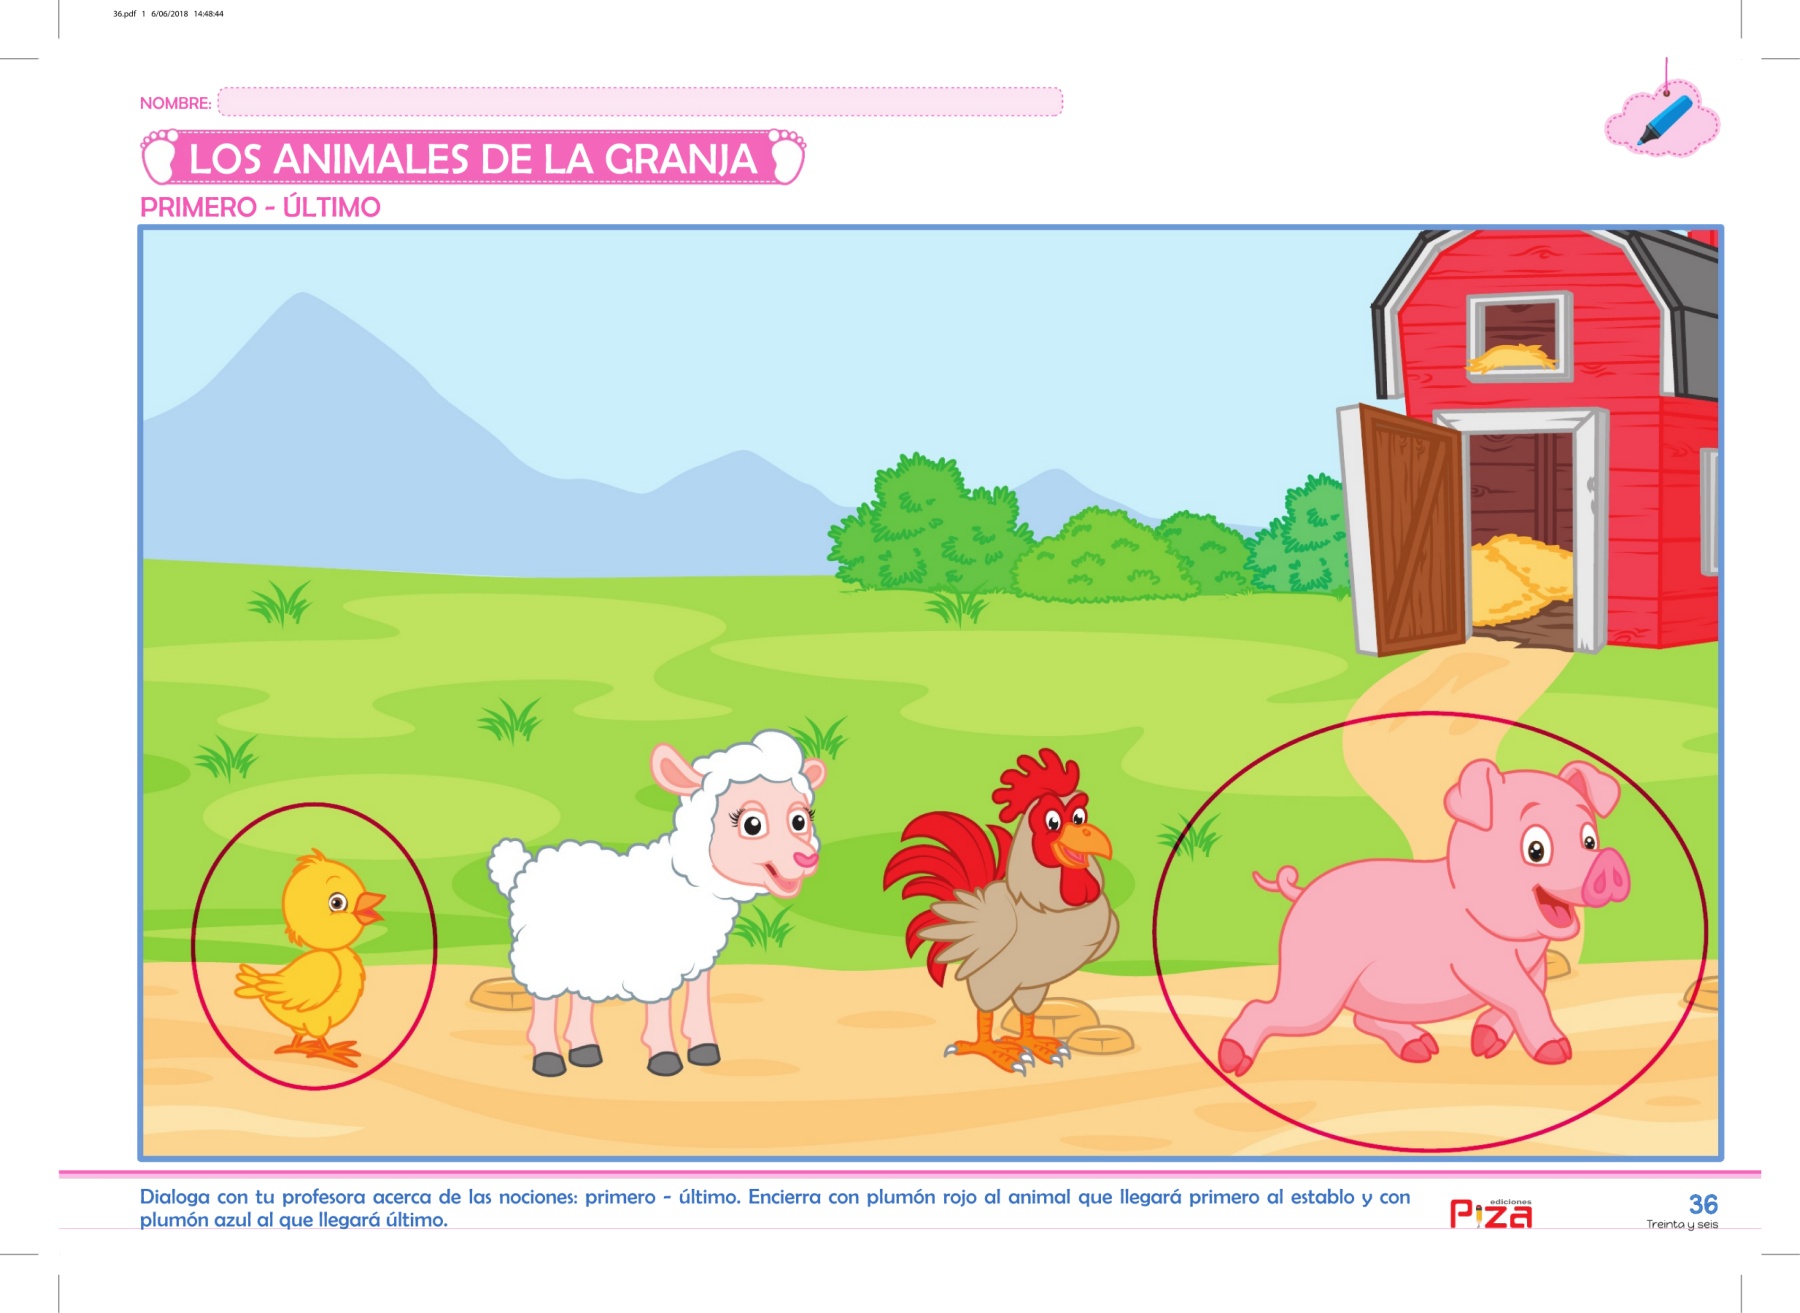 36.pdf 1 6/06/2018 14:48:44
NOMBRE:
LOS ANIMALES DE LA GRANJA
PRIMERO - ÚLTIMO
Dialoga con tu profesora acerca de las nociones: primero - último. Encierra con plumón rojo al animal que llegará primero al establo y con
plumón azul al que llegará último.
ediciones
Piza
36
Treinta y seis